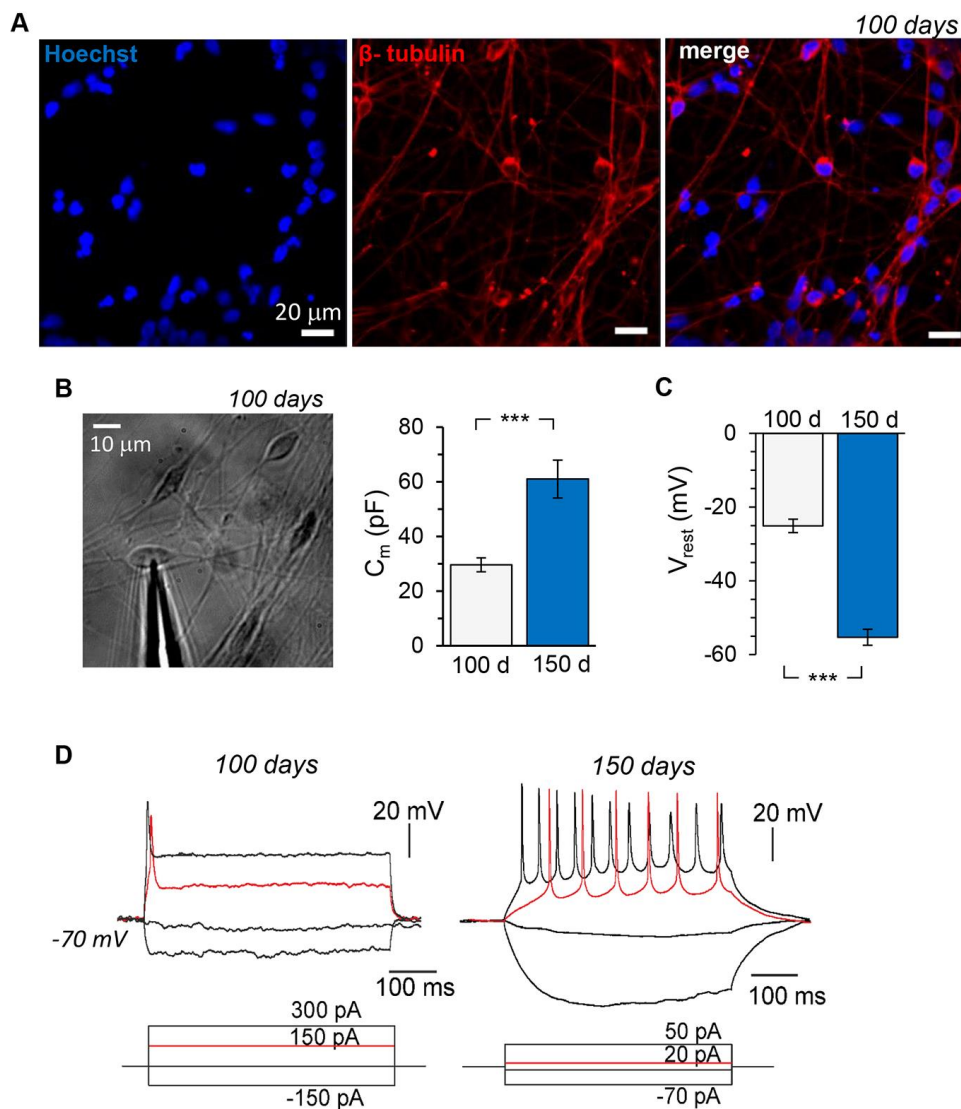 A
100 days
Hoechst
β- tubulin
merge
20 μm
B
100 days
10 μm
***
80
60
40
20
0
Cm (pF)
100 d 150 d
C
100 d 150 d
0
-20
-40
-60
Vrest (mV)
***
D
100 days
150 days
20 mV
20 mV
-70 mV
100 ms
100 ms
300 pA
150 pA
-150 pA
50 pA
20 pA
-70 pA